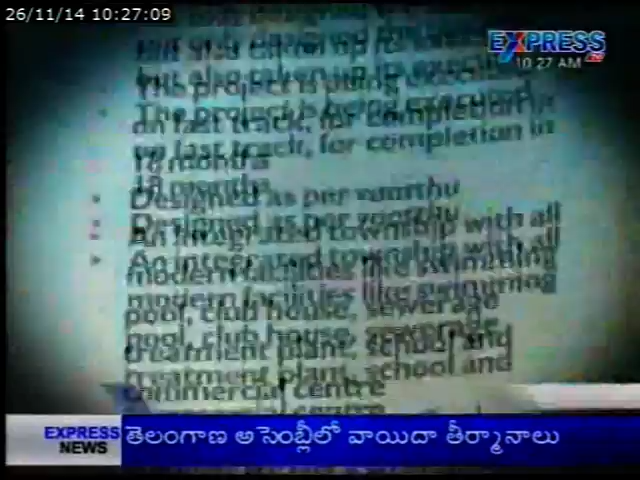 26/11/14 10:27:09
EXPRESS TV
10:27 AM
The project is being executed
on fast track, for completion in
18 months
Designed as per vaasthu
An integrated township with all
modern facilities like swimming
pool, club house, sewerage
treatment plant, school and
commercial centre
EXPRESS NEWS
తెలంగాణ అసెంబ్లీలో వాయిదా తీర్మానాలు